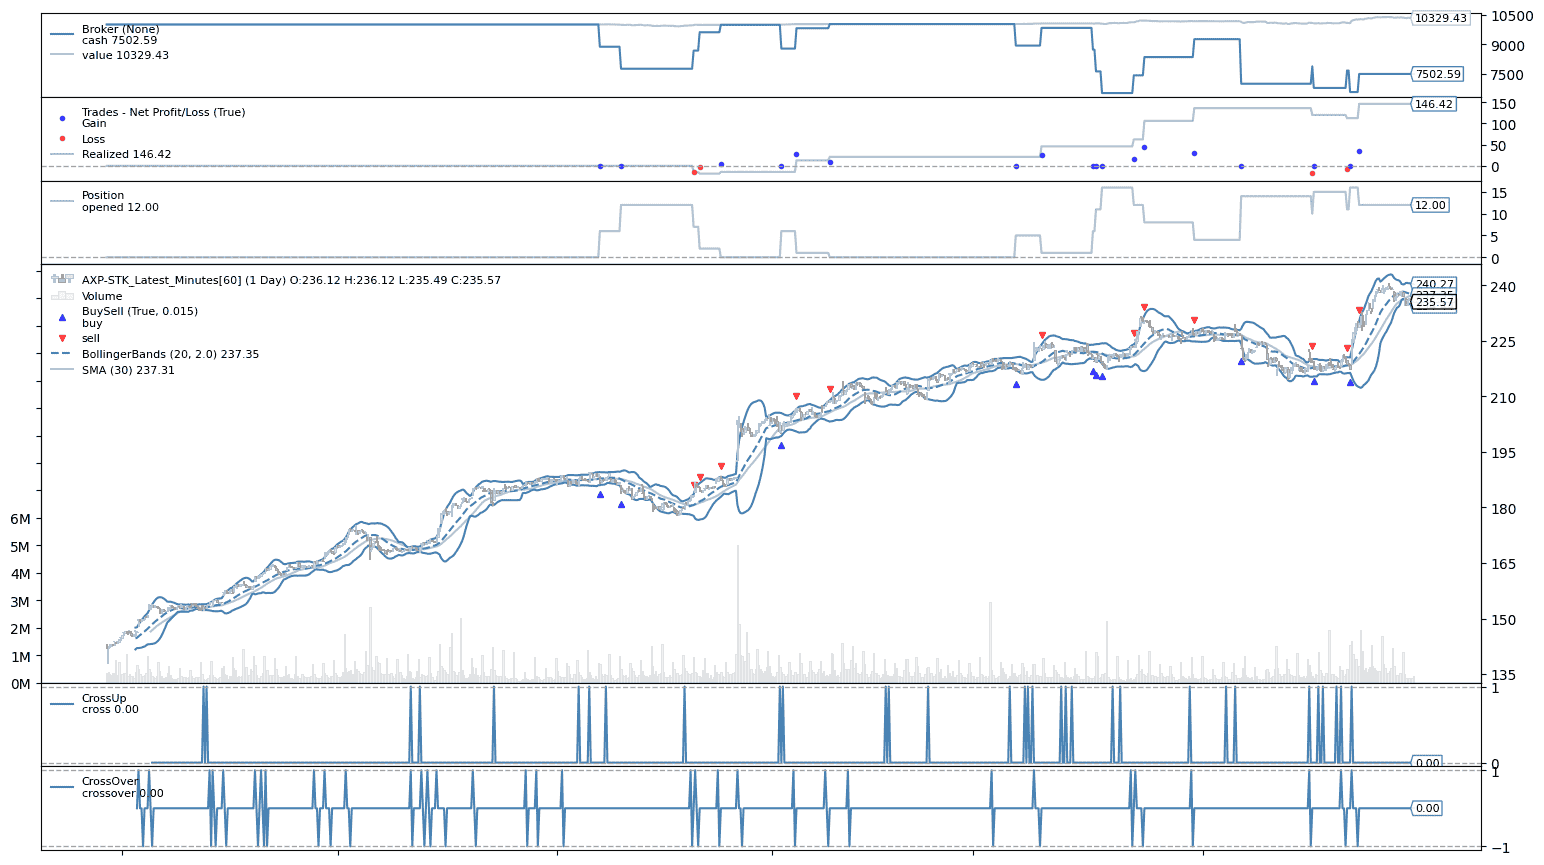 Broker (None)
cash 7502.59
value 10329.43
10329.43
7502.59
10500
9000
7500
Trades - Net Profit/Loss (True)
Gain
Loss
Realized 146.42
146.42
150
100
50
0
Position
opened 12.00
12.00
15
10
5
0
AXP-STK_Latest_Minutes[60] (1 Day) O:236.12 H:236.12 L:235.49 C:235.57
Volume
BuySell (True, 0.015)
buy
sell
BollingerBands (20, 2.0) 237.35
SMA (30) 237.31
240.27
235.57
240
225
210
195
180
165
150
135
6M
5M
4M
3M
2M
1M
0M
CrossUp
cross 0.00
0.00
1
0
CrossOver
crossover 0.00
0.00
1
−1